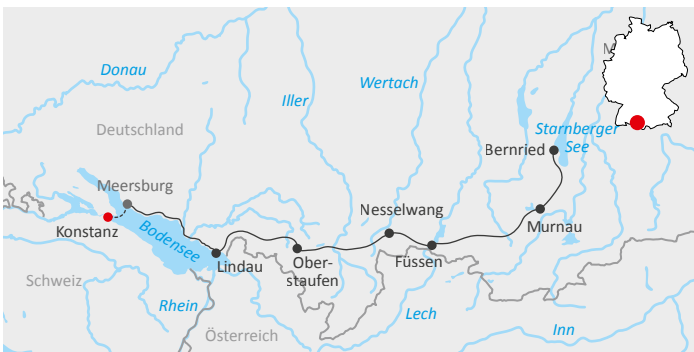 Donau
Wertach
Iller
Deutschland
Starnberger
See
Bernried
Meersburg
Nesselwang
Konstanz
Bodensee
Murnau
Lindau
Ober-
staufen
Füssen
Schweiz
Rhein
Lech
Österreich
Inn